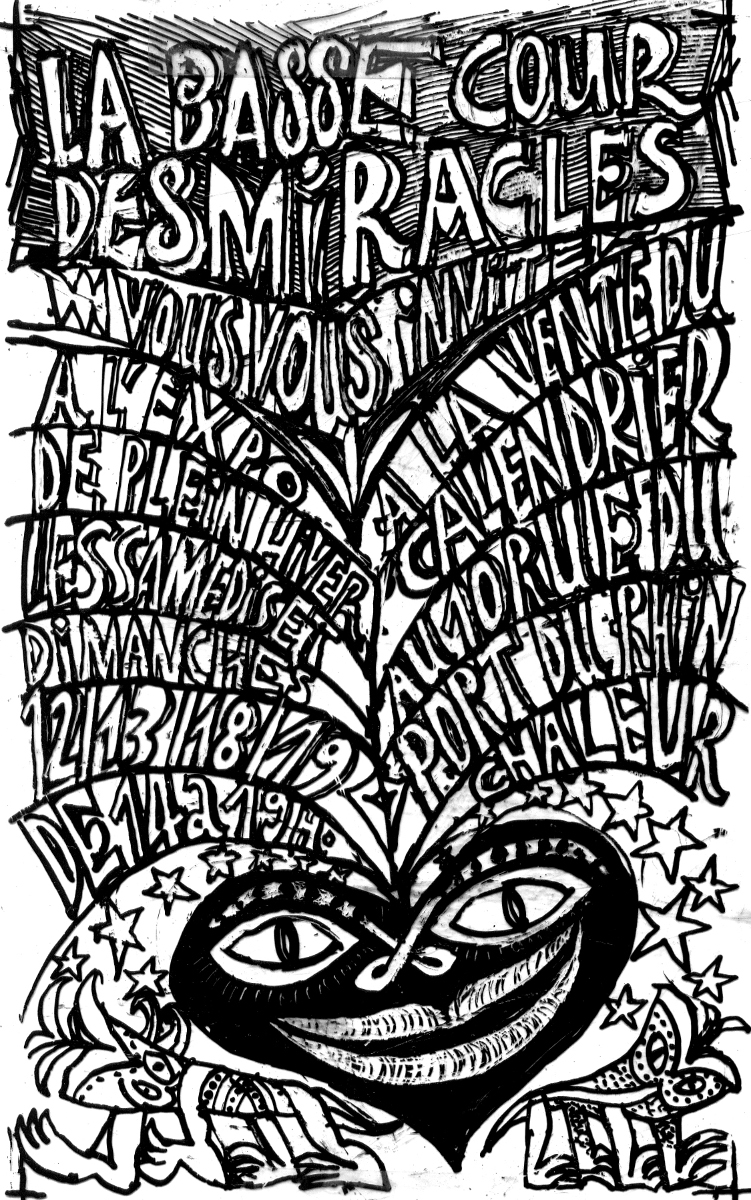 LA BASSE COUR
DES MiRACLES
VOUS VOUS iNViTE
A L'EXPO
DE PLEiN HiVER
LES SAMEDiS ET
DiMANCHES
12/13/18/19
DE 14 à 19H.
A LA VENTE DU
CALENDRiER
AU 10 RUE DU
PORT DU RHiN
CHALEUR